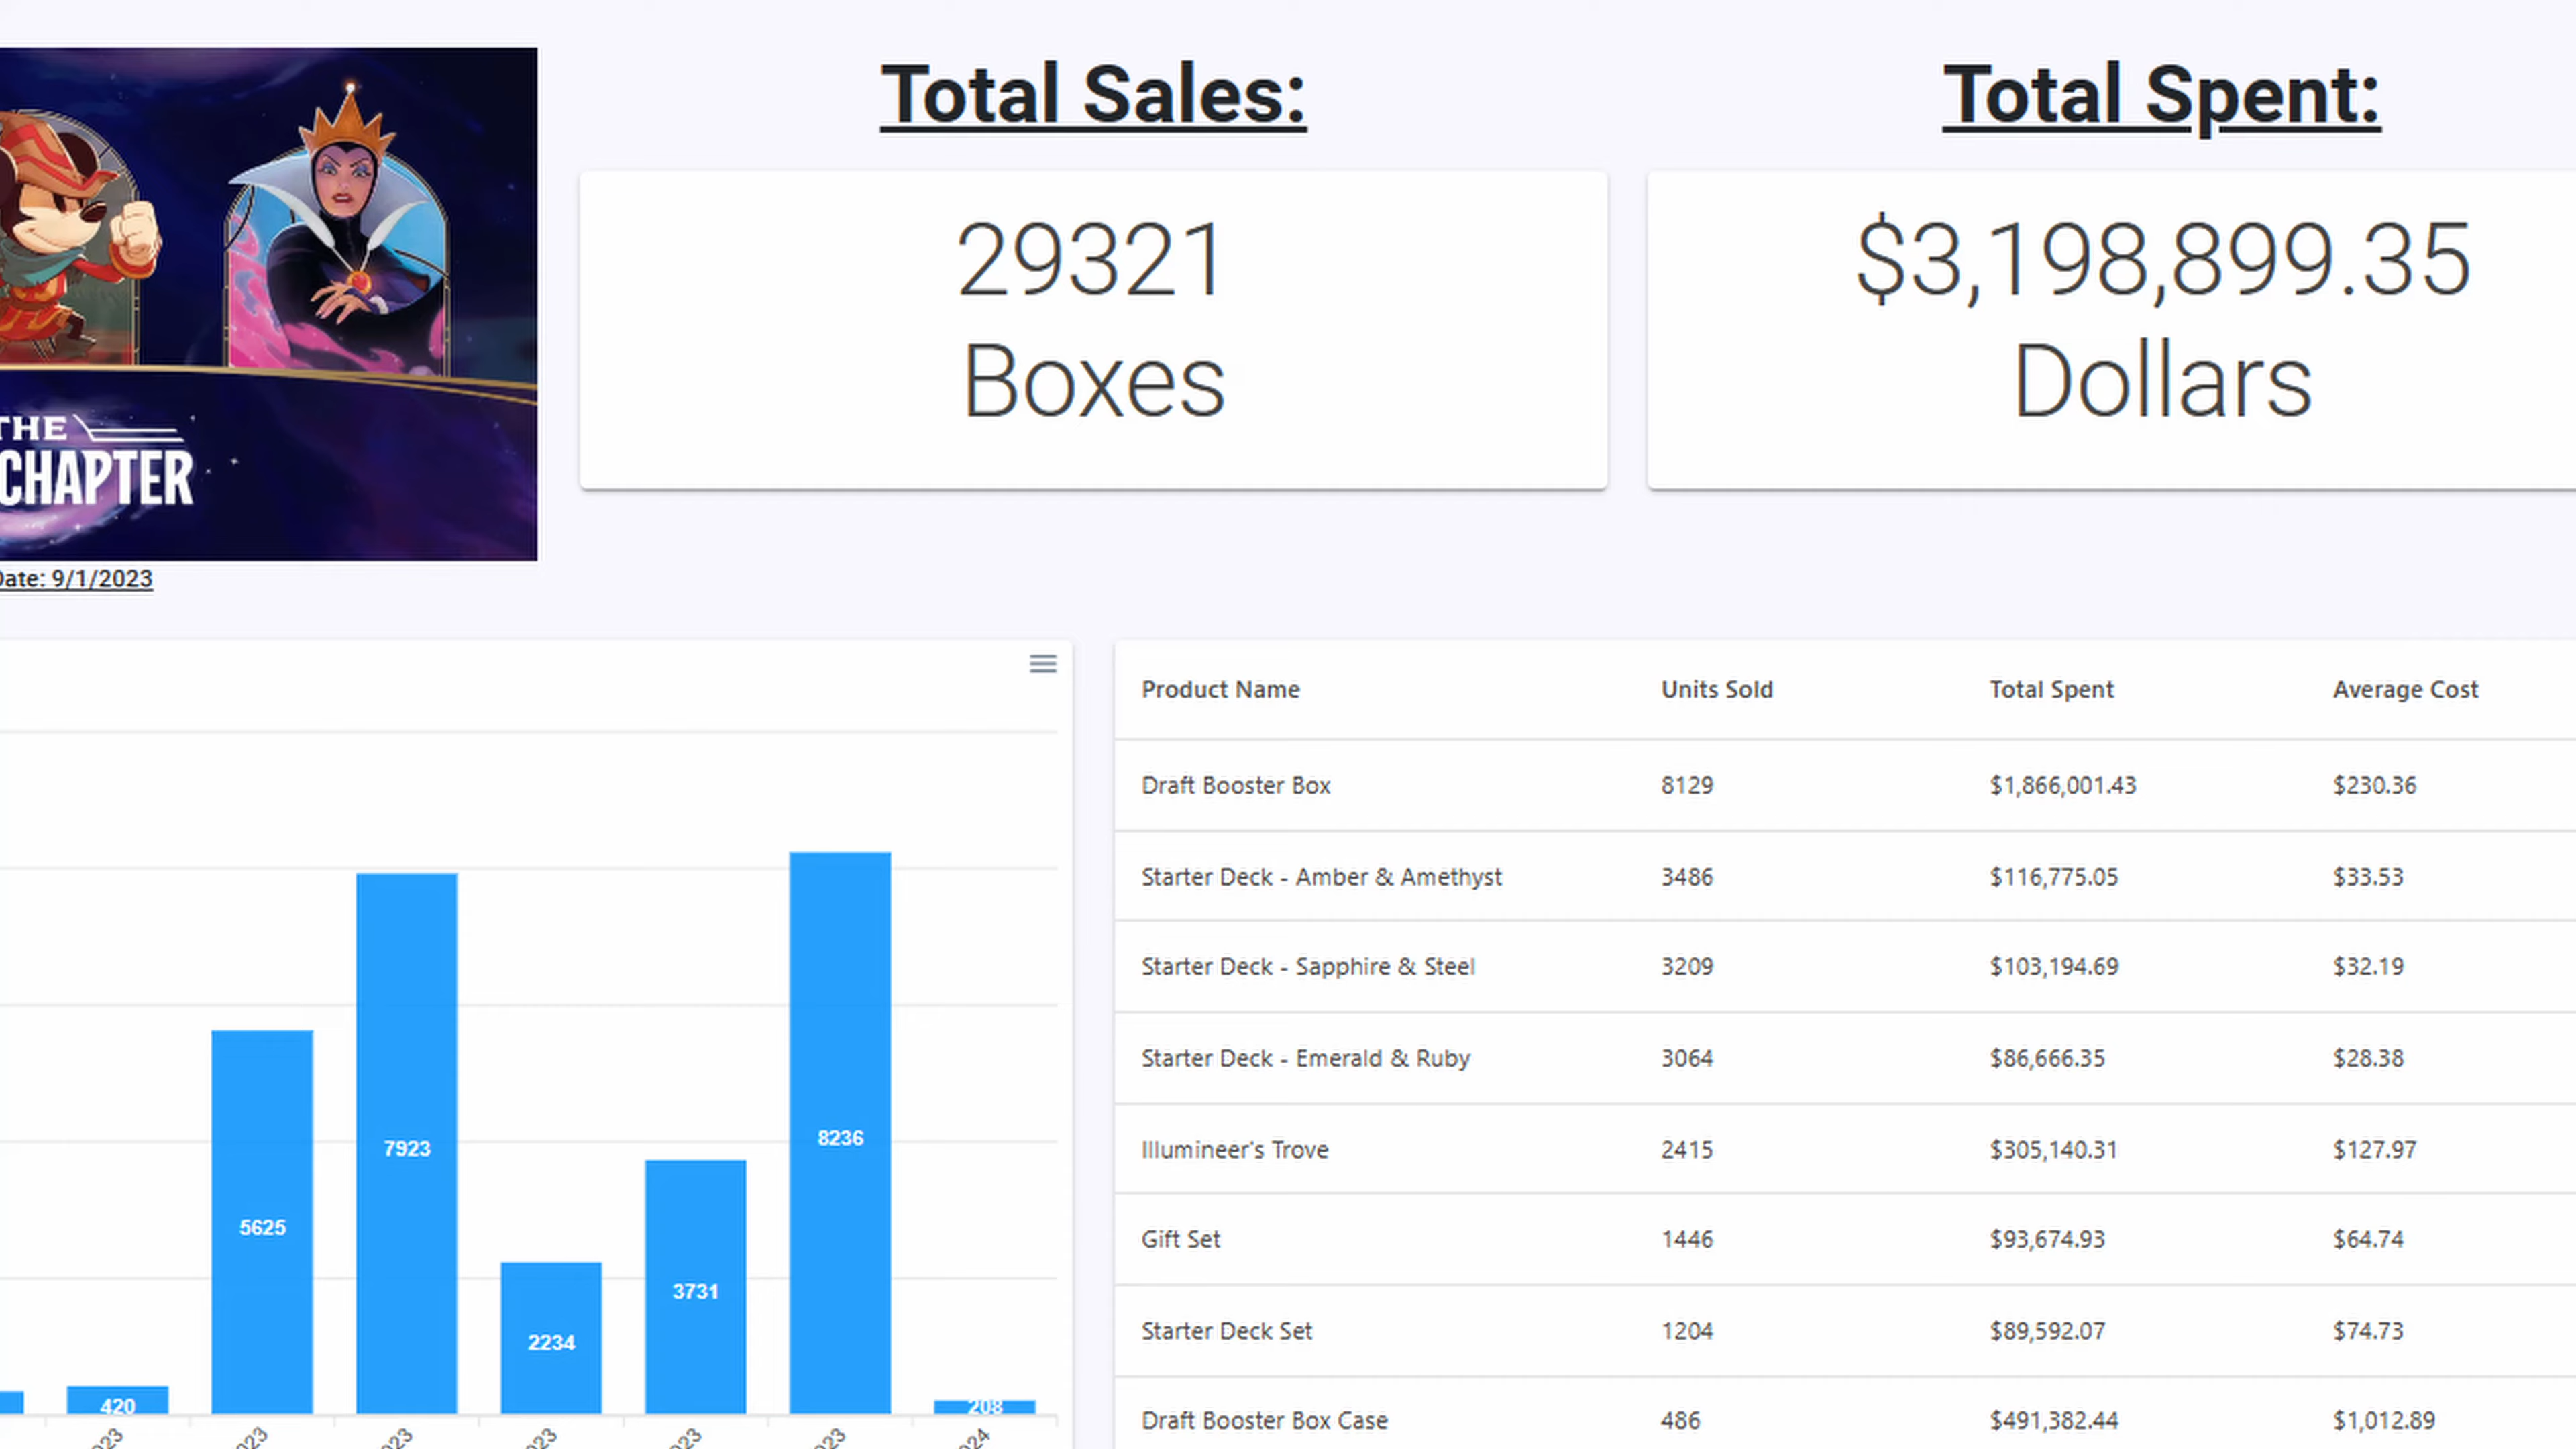 Total Sales:
Total Spent:
29321
Boxes
$3,198,899.35
Dollars
THE
CHAPTER
Date: 9/1/2023
Product Name Units Sold Total Spent Average Cost
Draft Booster Box 8129 $1,866,001.43 $230.36
Starter Deck - Amber & Amethyst 3486 $116,775.05 $33.53
Starter Deck - Sapphire & Steel 3209 $103,194.69 $32.19
Starter Deck - Emerald & Ruby 3064 $86,666.35 $28.38
Illumineer's Trove 2415 $305,140.31 $127.97
Gift Set 1446 $93,674.93 $64.74
Starter Deck Set 1204 $89,592.07 $74.73
Draft Booster Box Case 486 $491,382.44 $1,012.89
420
5625
7923
2234
3731
8236
208